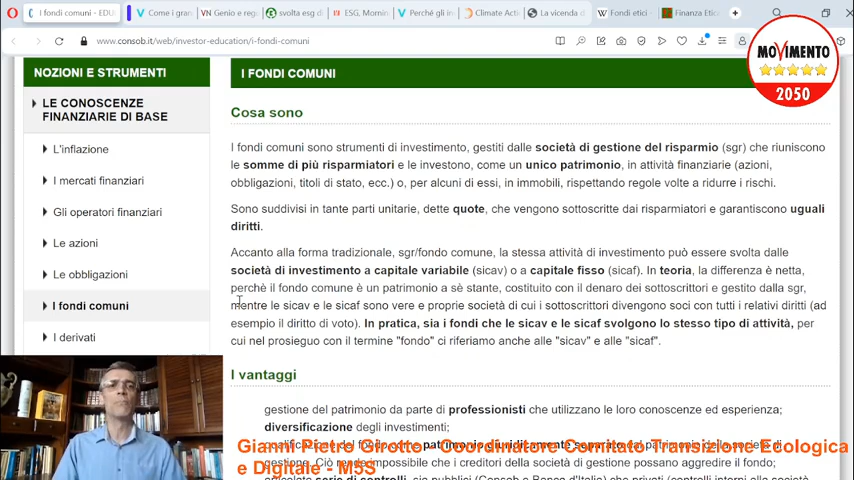 I fondi comuni - EDU
Come i gran
VN Genio e rega
svolta esg d
ESG, Mornin
Perché gli in
Climate Actio
La vicenda d
W Fondi etici
Finanza Etic
www.consob.it/web/investor-education/i-fondi-comuni
MOVIMENTO
2050
NOZIONI E STRUMENTI
LE CONOSCENZE
FINANZIARIE DI BASE
L'inflazione
I mercati finanziari
Gli operatori finanziari
Le azioni
Le obbligazioni
I fondi comuni
I derivati
I FONDI COMUNI
Cosa sono
I fondi comuni sono strumenti di investimento, gestiti dalle società di gestione del risparmio (sgr) che riuniscono
le somme di più risparmiatori e le investono, come un unico patrimonio, in attività finanziarie (azioni,
obbligazioni, titoli di stato, ecc.) o, per alcuni di essi, in immobili, rispettando regole volte a ridurre i rischi.
Sono suddivisi in tante parti unitarie, dette quote, che vengono sottoscritte dai risparmiatori e garantiscono uguali
diritti.
Accanto alla forma tradizionale, sgr/fondo comune, la stessa attività di investimento può essere svolta dalle
società di investimento a capitale variabile (sicav) o a capitale fisso (sicaf). In teoria, la differenza è netta,
perchè il fondo comune è un patrimonio a sè stante, costituito con il denaro dei sottoscrittori e gestito dalla sgr,
mentre le sicav e le sicaf sono vere e proprie società di cui i sottoscrittori divengono soci con tutti i relativi diritti (ad
esempio il diritto di voto). In pratica, sia i fondi che le sicav e le sicaf svolgono lo stesso tipo di attività, per
cui nel prosieguo con il termine "fondo" ci riferiamo anche alle "sicav" e alle "sicaf".
I vantaggi
gestione del patrimonio da parte di professionisti che utilizzano le loro conoscenze ed esperienza;
diversificazione degli investimenti;
patrimonio giuridicamente separato
gestione. Ciò rende impossibile che i creditori della società di gestione possano aggredire il fondo;
Gianni Pietro Girotto - Coordinatore Comitato Transizione Ecologica
e Digitale - M5S